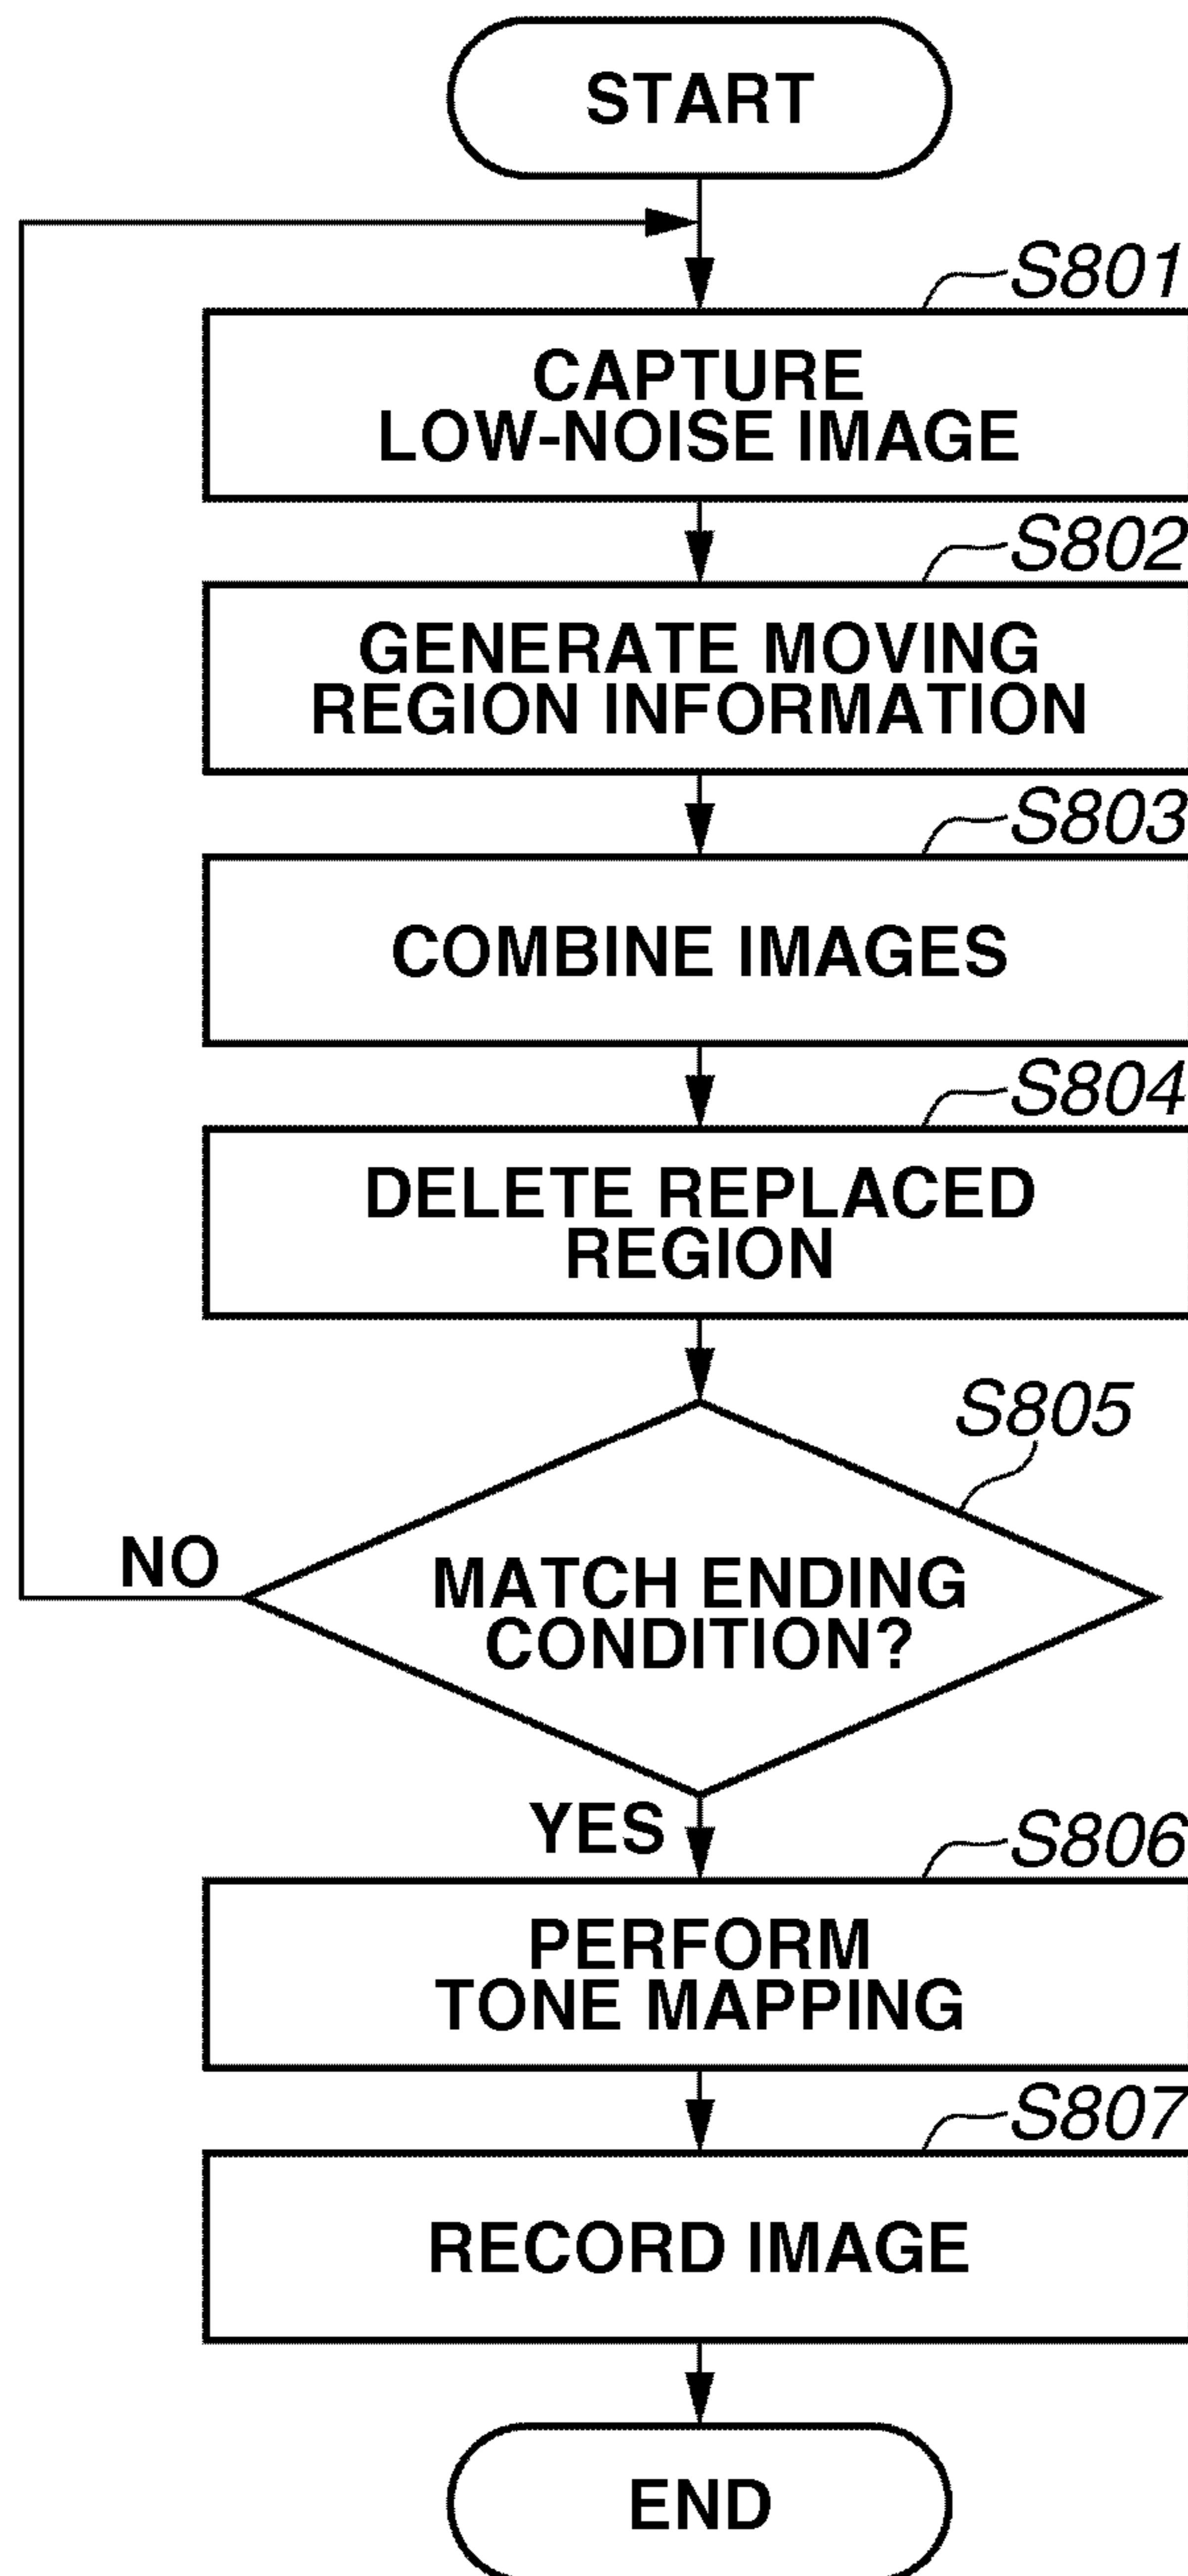 START
S801
CAPTURE
LOW-NOISE IMAGE
S802
GENERATE MOVING
REGION INFORMATION
S803
COMBINE IMAGES
S804
DELETE REPLACED
REGION
S805
NO
MATCH ENDING
CONDITION?
YES
S806
PERFORM
TONE MAPPING
S807
RECORD IMAGE
END